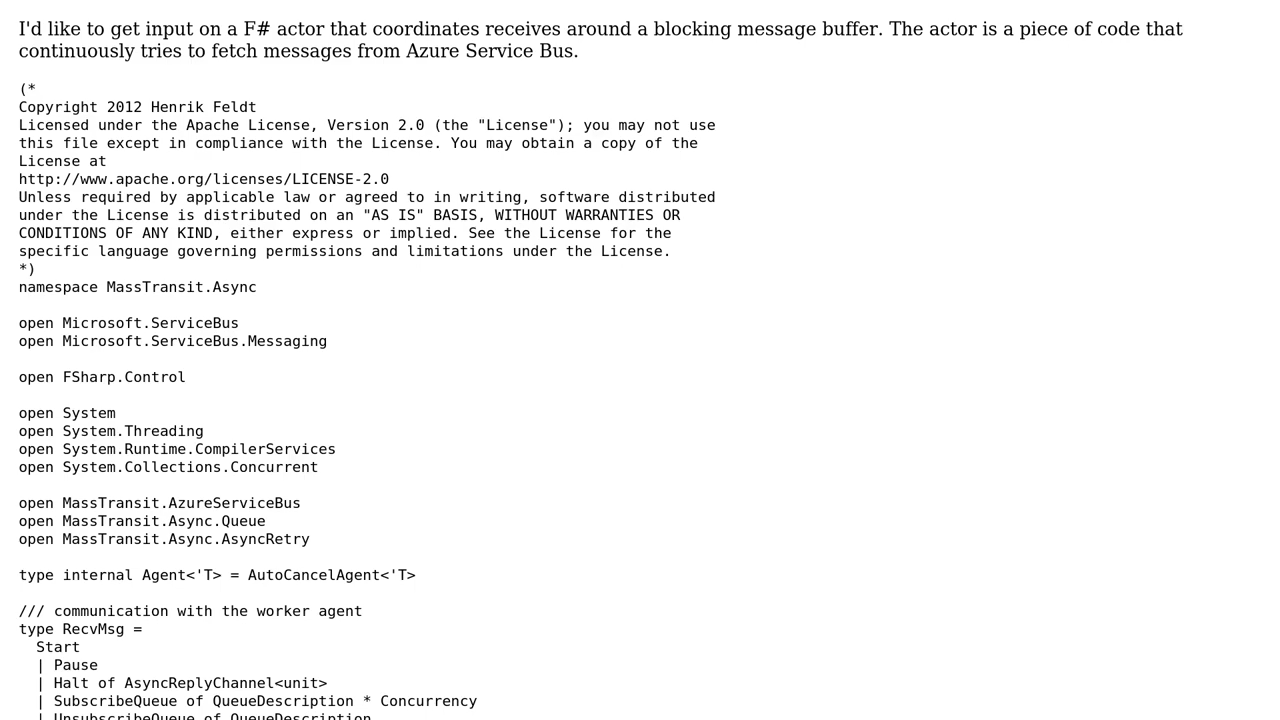 I'd like to get input on a F# actor that coordinates receives around a blocking message buffer. The actor is a piece of code that
continuously tries to fetch messages from Azure Service Bus.
(*
Copyright 2012 Henrik Feldt
Licensed under the Apache License, Version 2.0 (the "License"); you may not use
this file except in compliance with the License. You may obtain a copy of the
License at
http://www.apache.org/licenses/LICENSE-2.0
Unless required by applicable law or agreed to in writing, software distributed
under the License is distributed on an "AS IS" BASIS, WITHOUT WARRANTIES OR
CONDITIONS OF ANY KIND, either express or implied. See the License for the
specific language governing permissions and limitations under the License.
*)
namespace MassTransit.Async
open Microsoft.ServiceBus
open Microsoft.ServiceBus.Messaging
open FSharp.Control
open System
open System.Threading
open System.Runtime.CompilerServices
open System.Collections.Concurrent
open MassTransit.AzureServiceBus
open MassTransit.Async.Queue
open MassTransit.Async.AsyncRetry
type internal Agent<'T> = AutoCancelAgent<'T>
/// communication with the worker agent
type RecvMsg =
  Start
  | Pause
  | Halt of AsyncReplyChannel<unit>
  | SubscribeQueue of QueueDescription * Concurrency
  | UnsubscribeQueue of QueueDescription